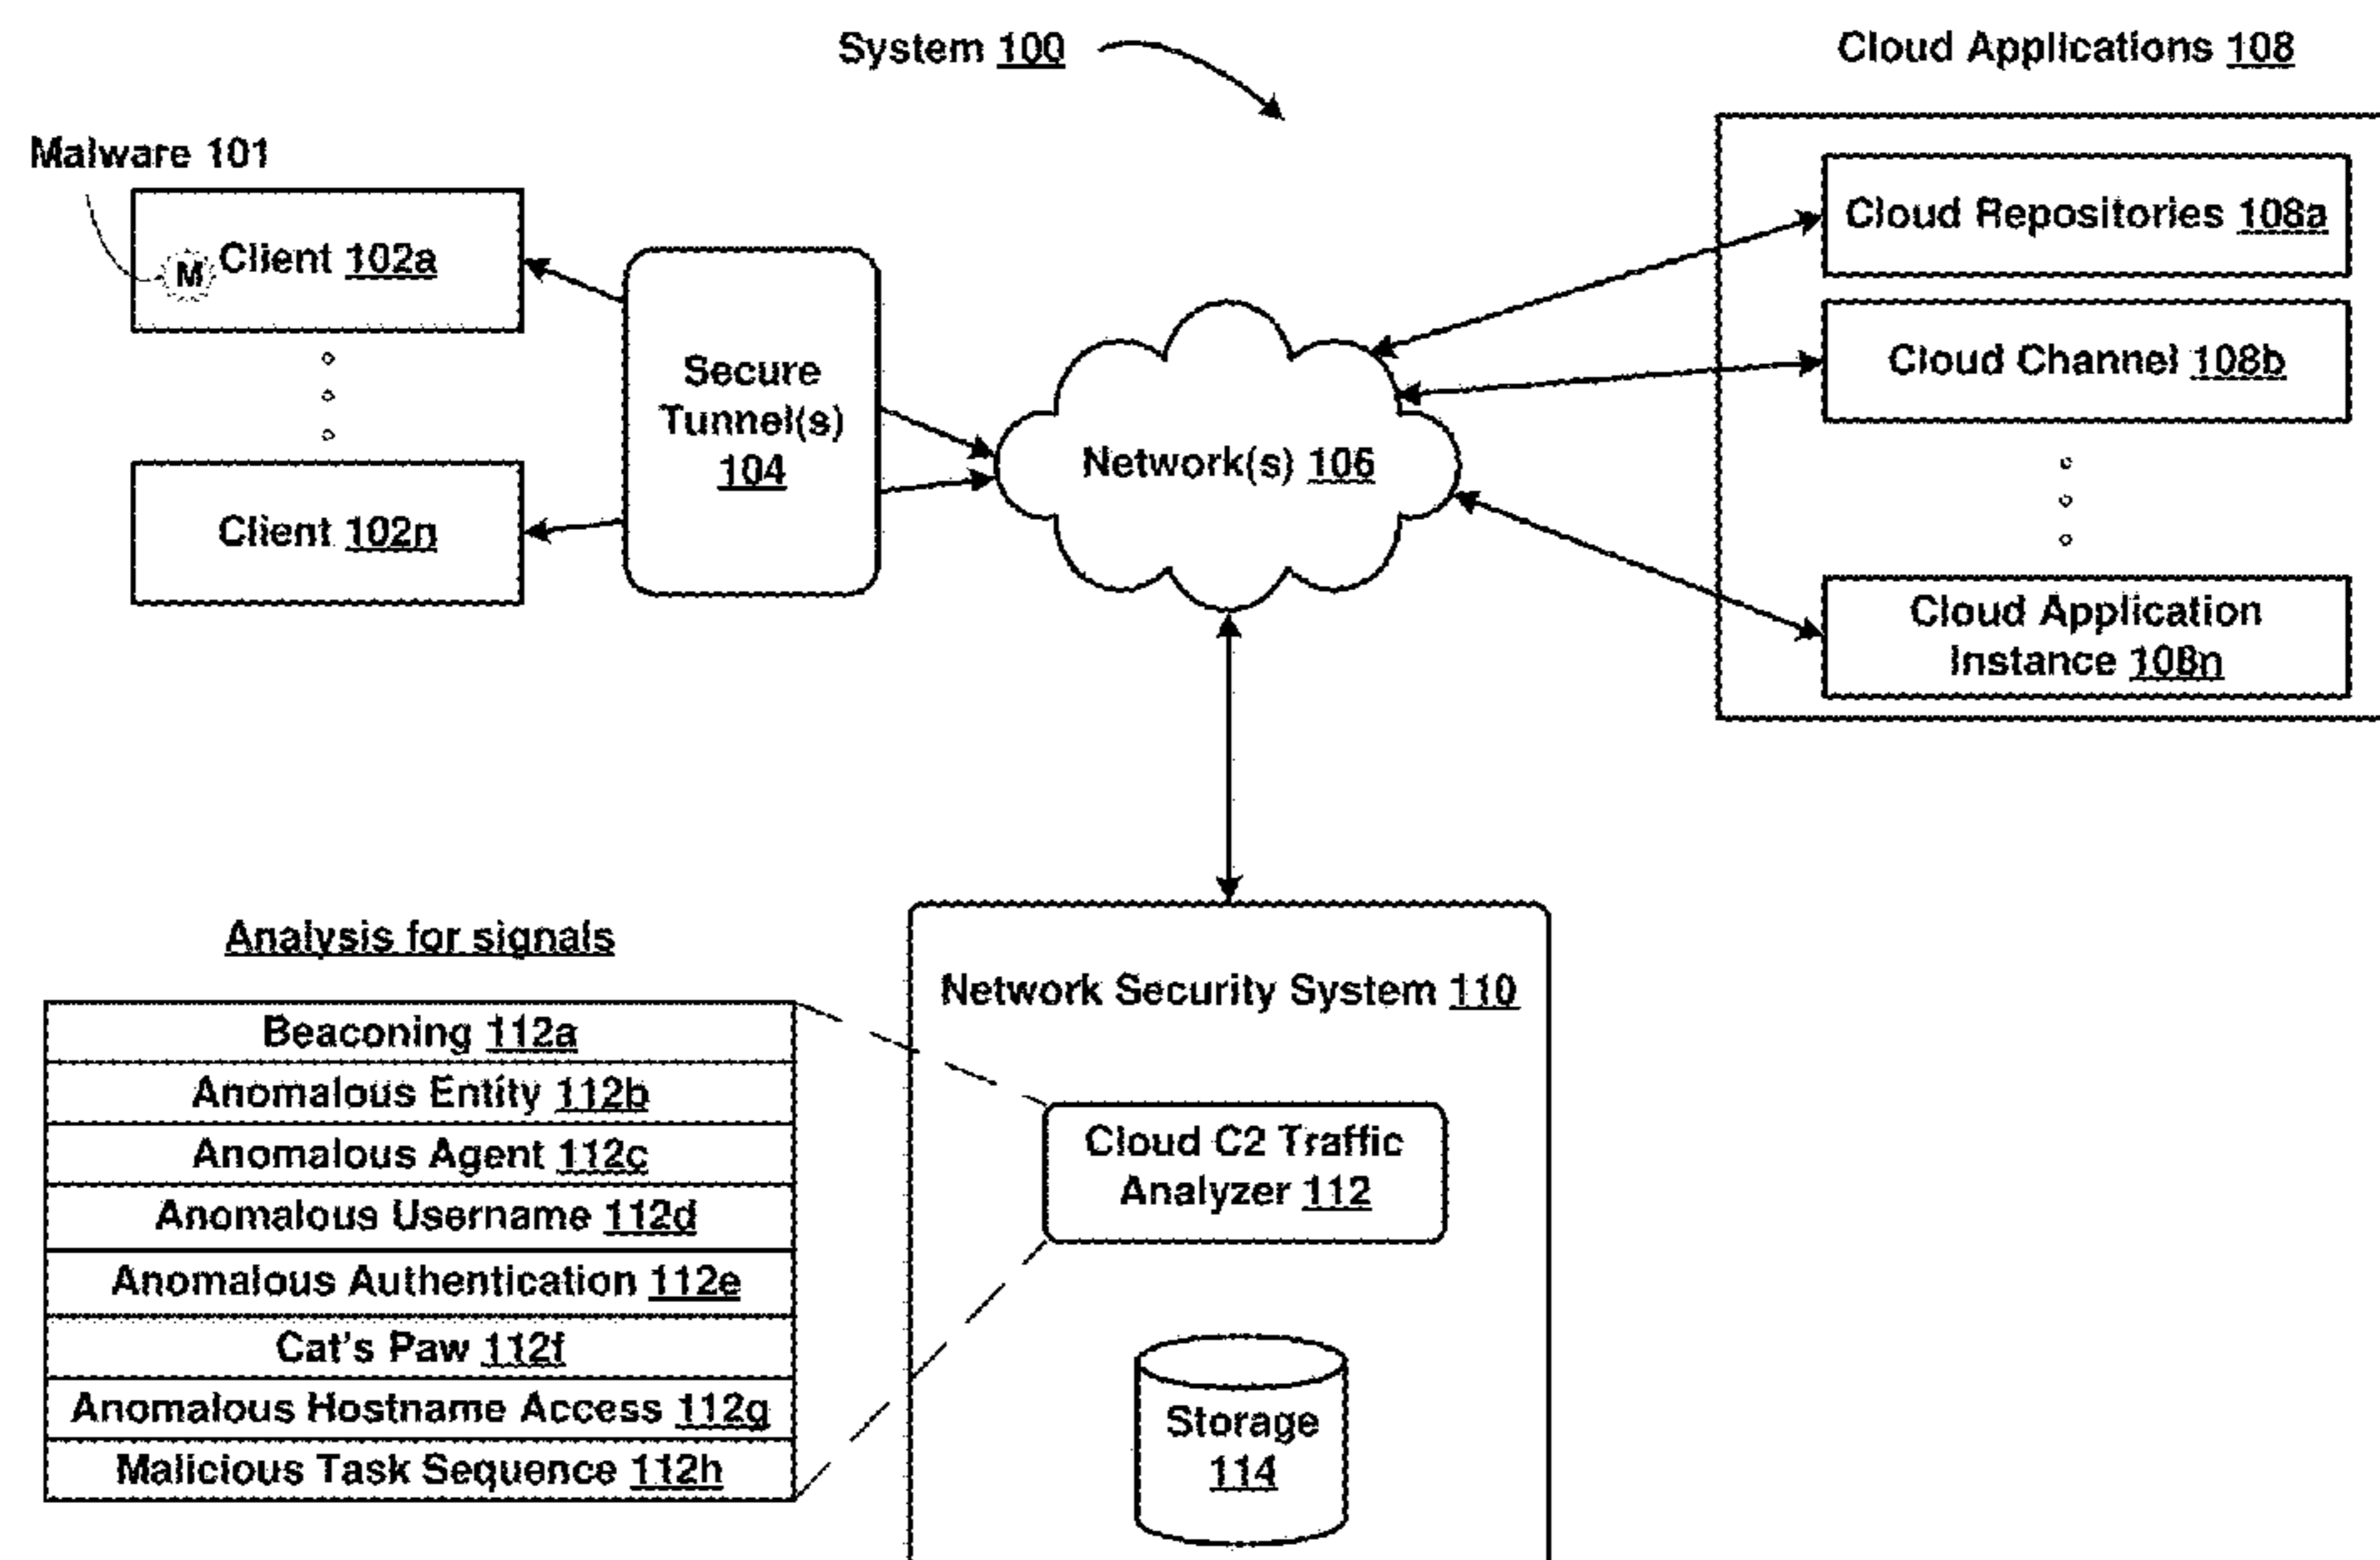 System 100
Cloud Applications 108
Malware 101
M Client 102a
Client 102n
Secure
Tunnel(s)
104
Network(s) 106
Cloud Repositories 108a
Cloud Channel 108b
Cloud Application
Instance 108n
Analysis for signals
Beaconing 112a
Anomalous Entity 112b
Anomalous Agent 112c
Anomalous Username 112d
Anomalous Authentication 112e
Cat's Paw 112f
Anomalous Hostname Access 112g
Malicious Task Sequence 112h
Network Security System 110
Cloud C2 Traffic
Analyzer 112
Storage
114